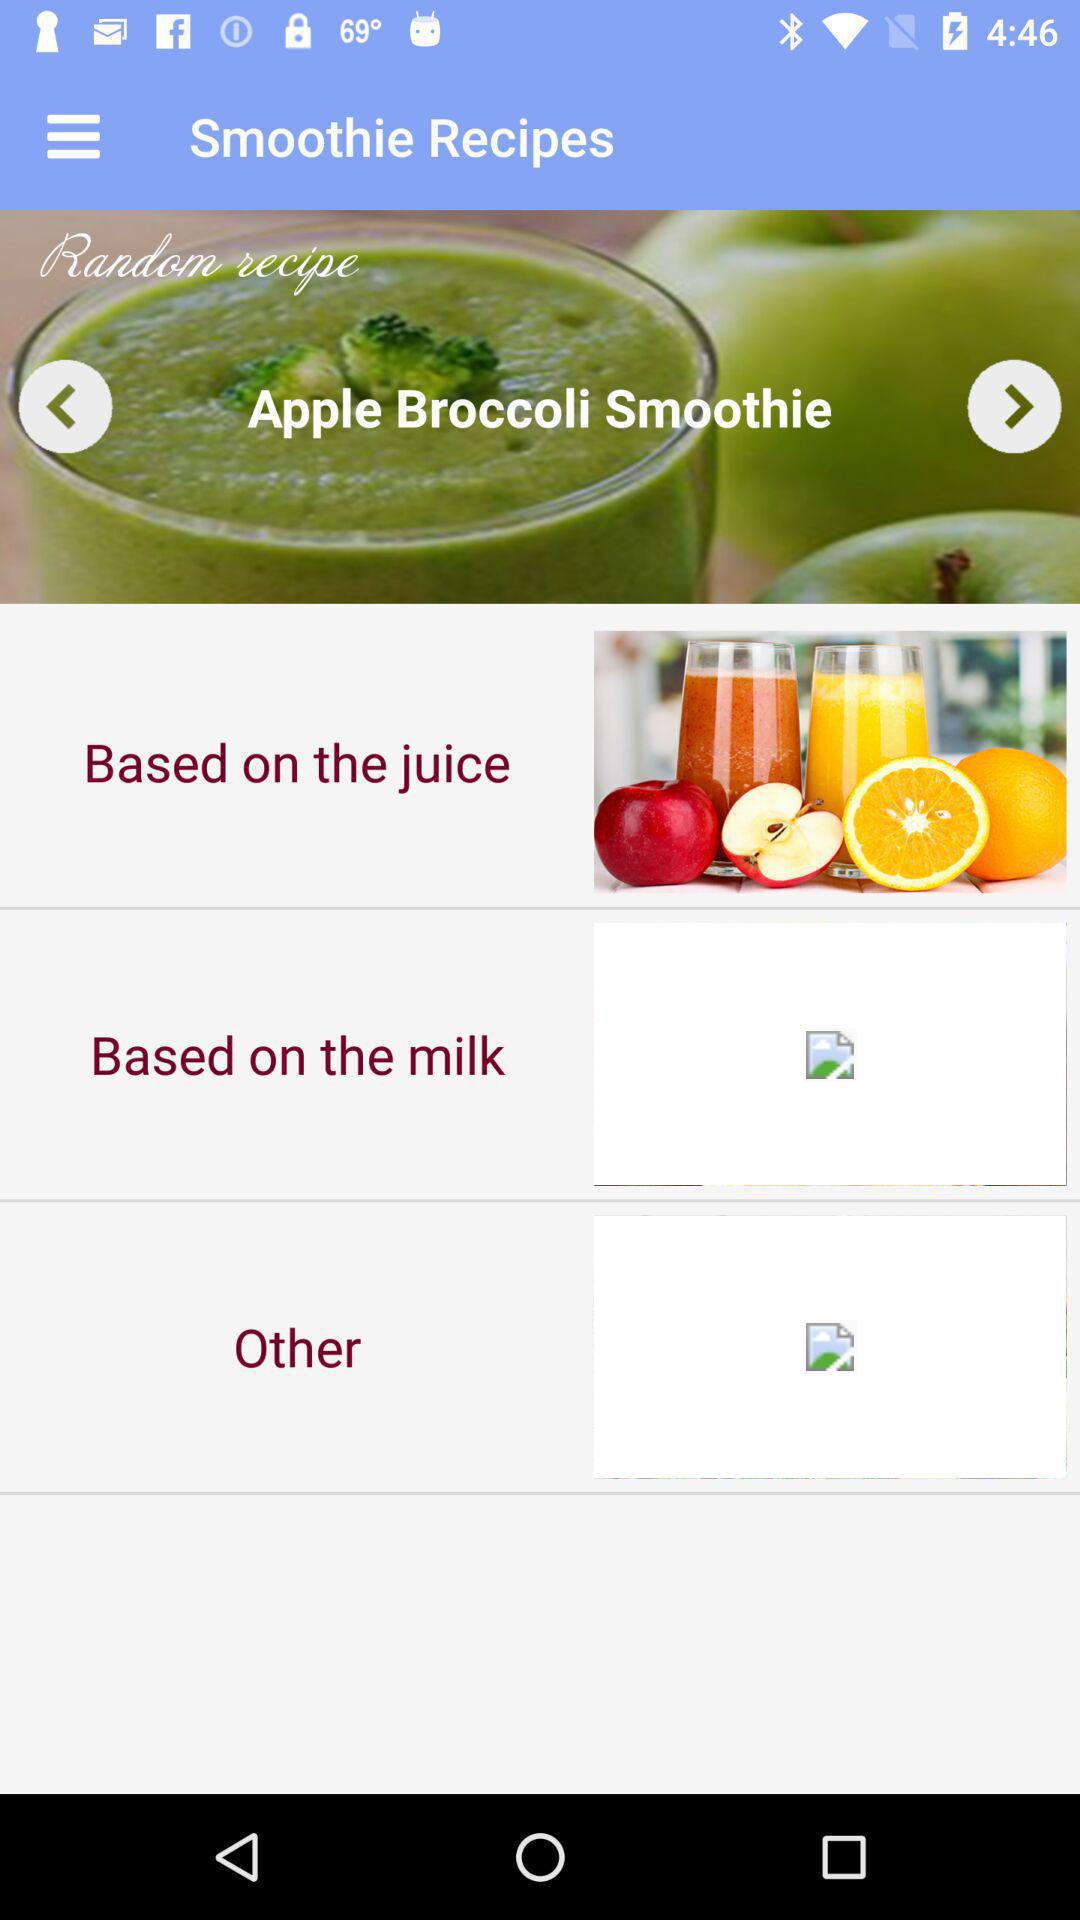 69°
4:46
Smoothie Recipes
Random recipe
Apple Broccoli Smoothie
Based on the juice
Based on the milk
Other